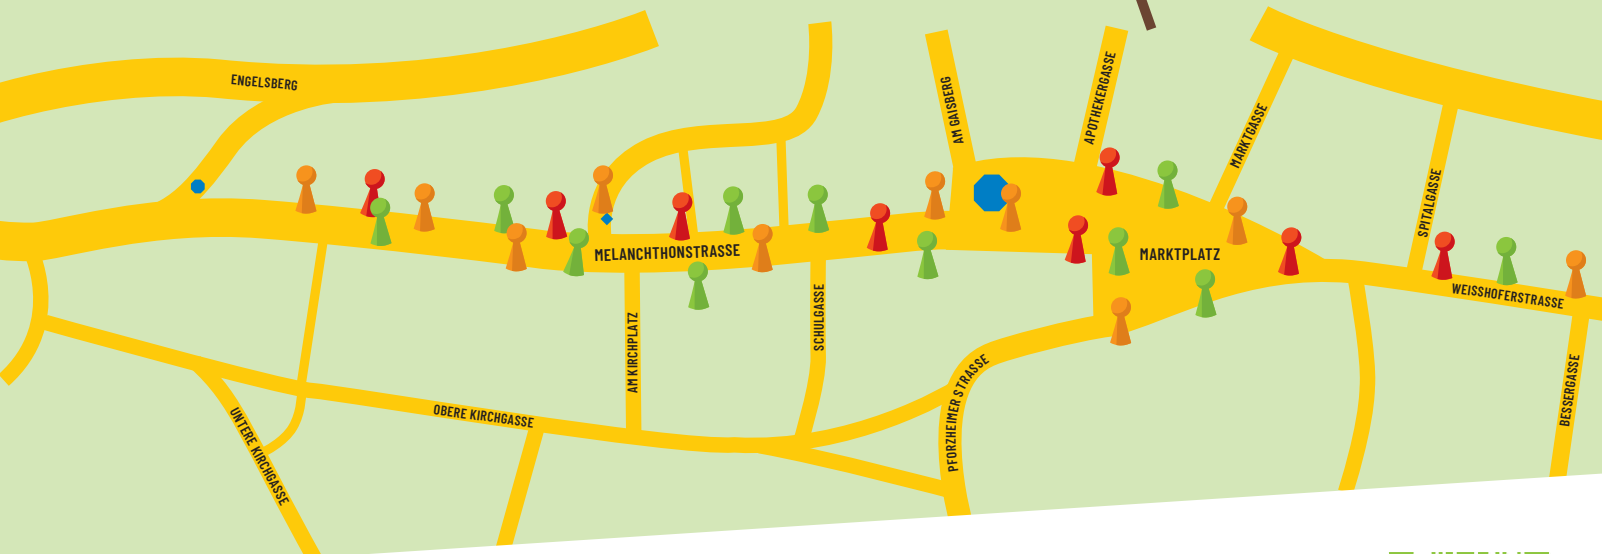 ENGELSBERG
AM GAISBERG
APOTHEKERGASSE
MARKTGASSE
SPITALGASSE
MELANCHTHONSTRASSE
MARKTPLATZ
WEISSHOFERSTRASSE
AM KIRCHPLATZ
SCHULGASSE
PFORZHEIMER STRASSE
BESSERGASSE
OBERE KIRCHGASSE
UNTERE KIRCHGASSE